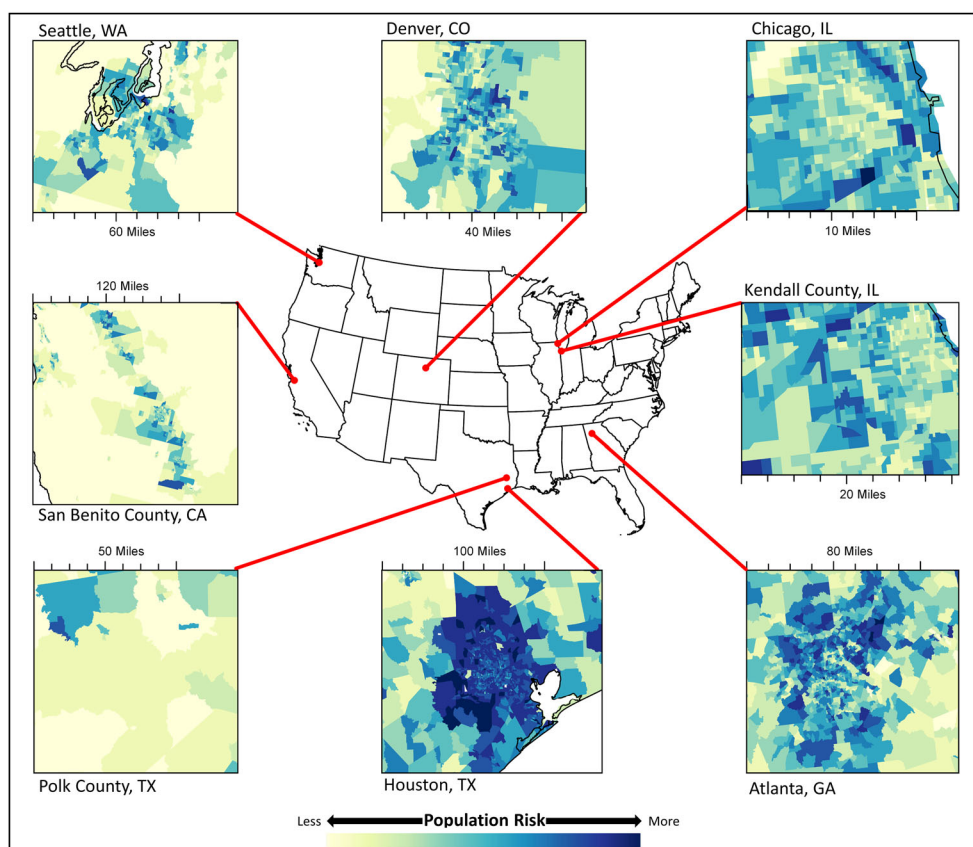 Seattle, WA
Denver, CO
Chicago, IL
60 Miles
40 Miles
10 Miles
120 Miles
Kendall County, IL
San Benito County, CA
20 Miles
50 Miles
100 Miles
80 Miles
Polk County, TX
Houston, TX
Atlanta, GA
Less Population Risk More